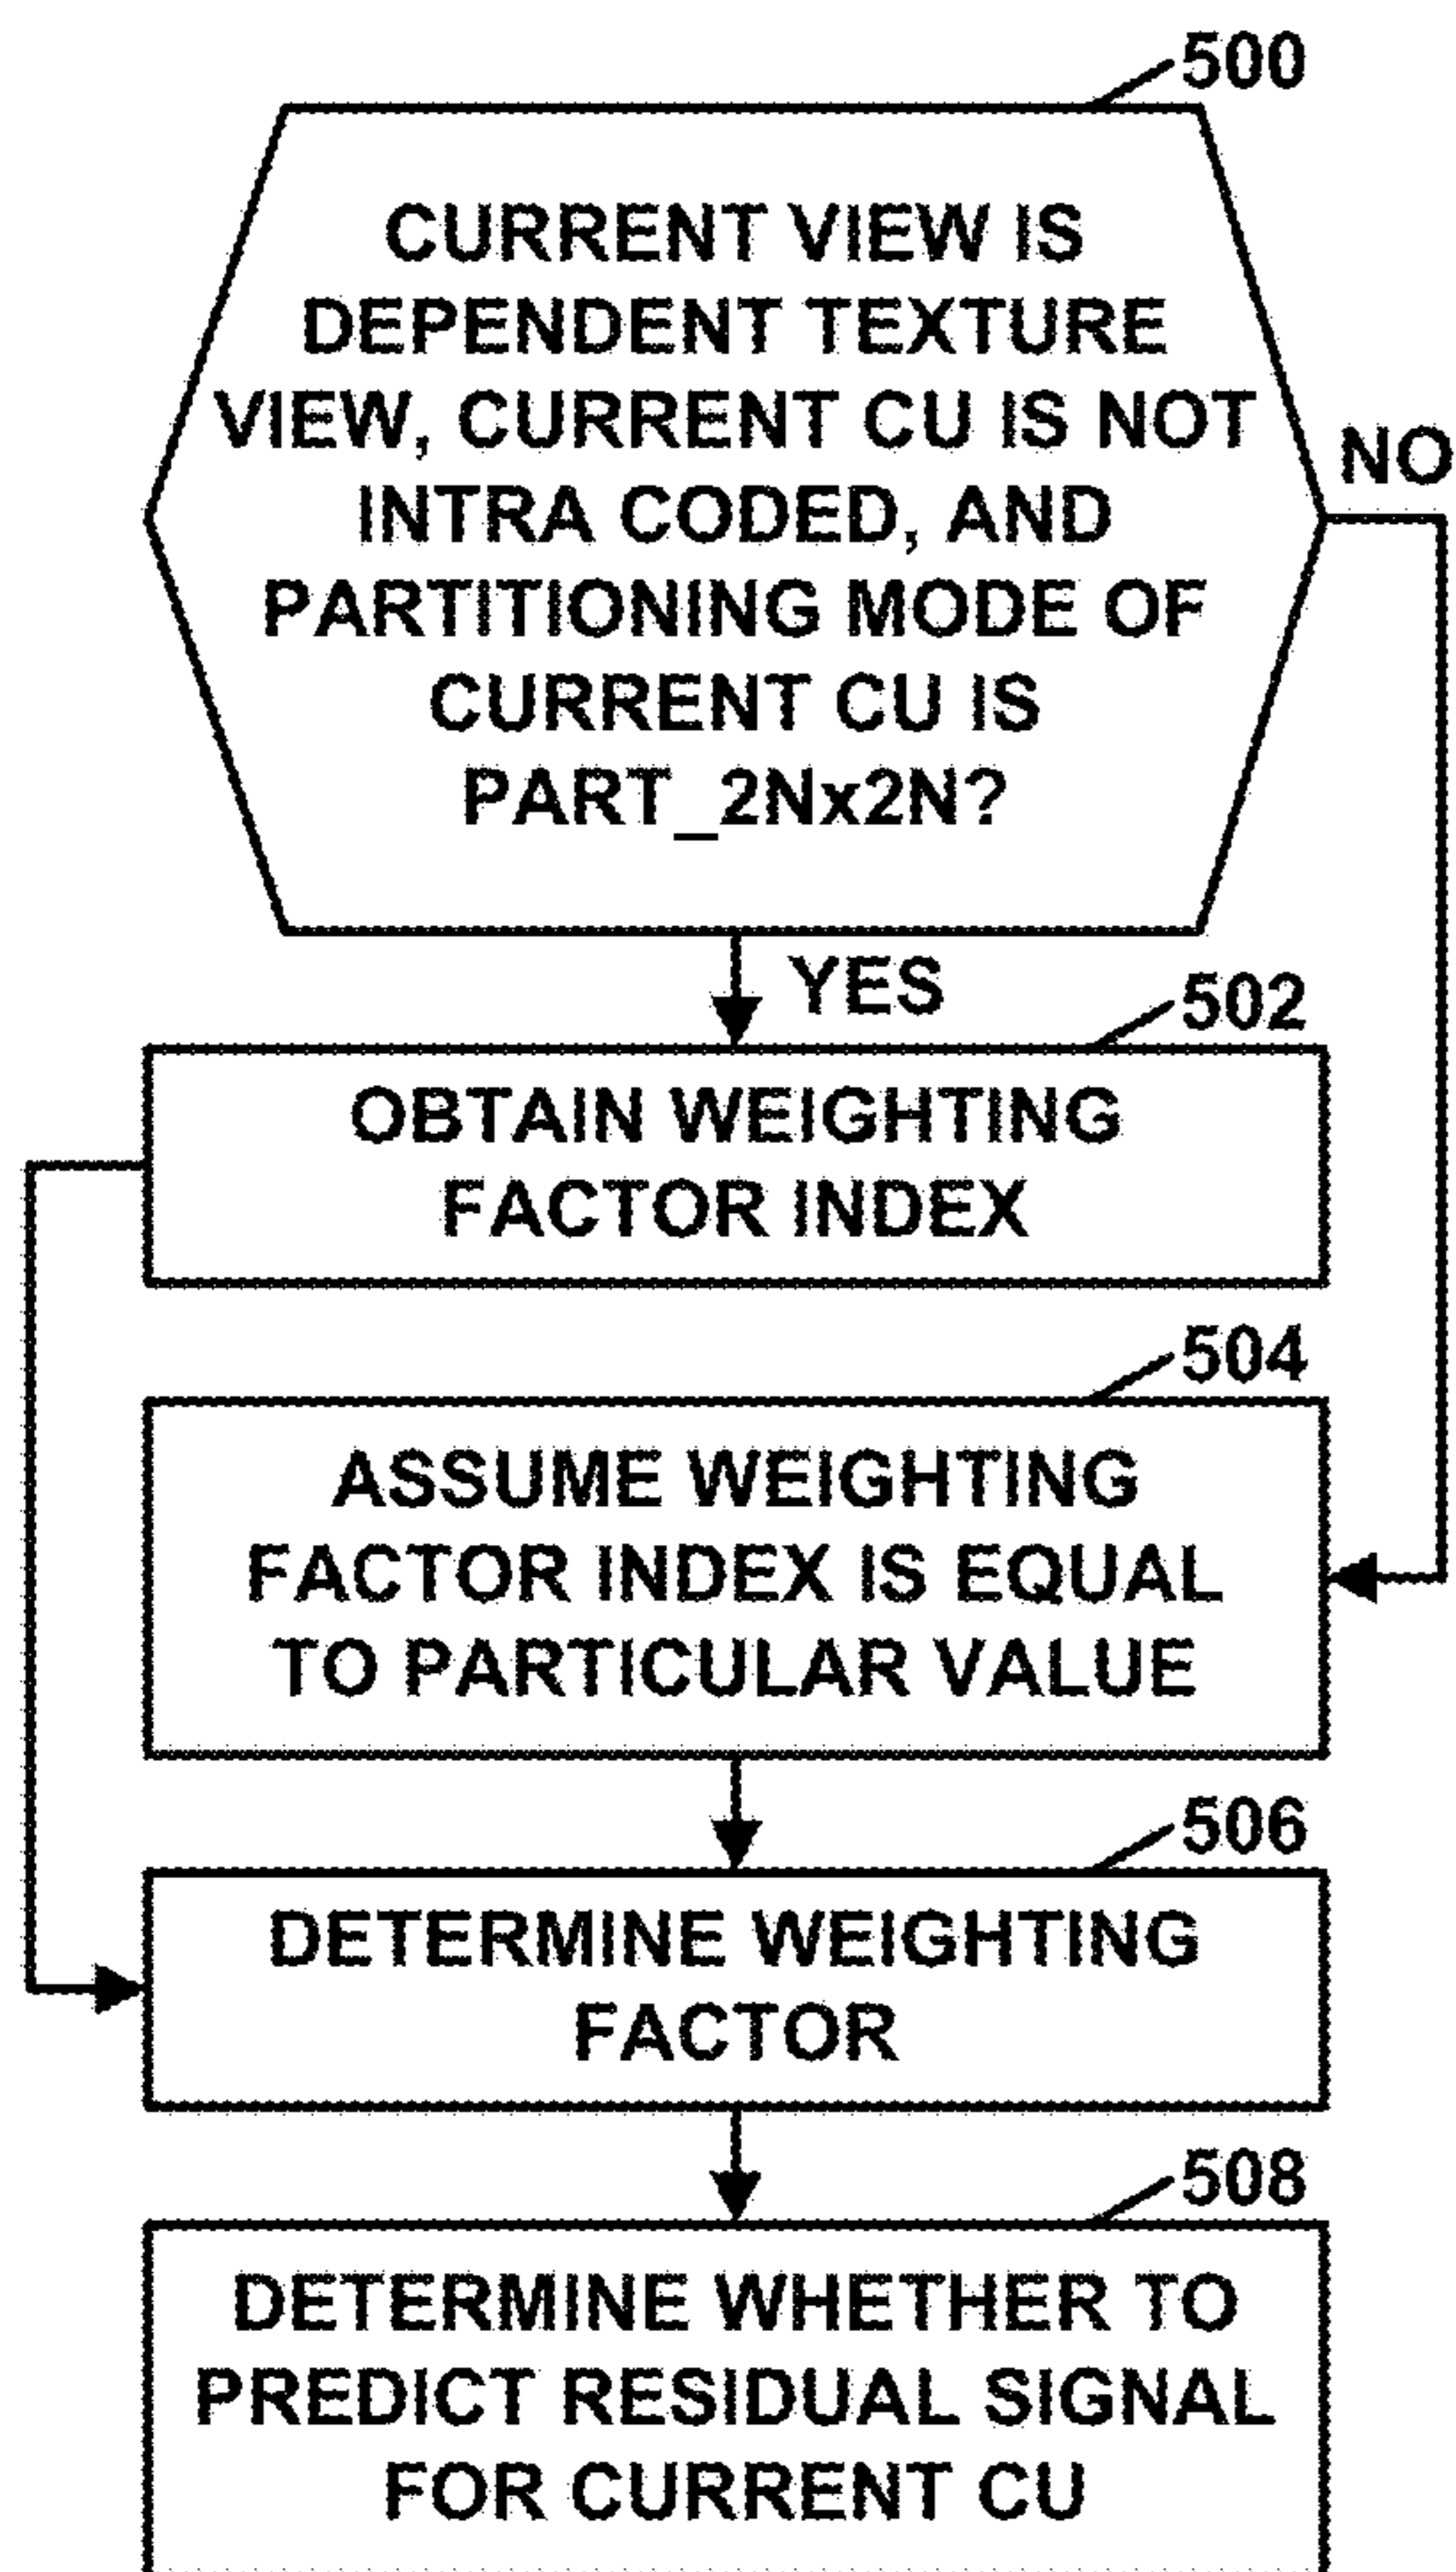 500
CURRENT VIEW IS
DEPENDENT TEXTURE
VIEW, CURRENT CU IS NOT
INTRA CODED, AND
PARTITIONING MODE OF
CURRENT CU IS
PART_2Nx2N?
NO
YES
502
OBTAIN WEIGHTING
FACTOR INDEX
504
ASSUME WEIGHTING
FACTOR INDEX IS EQUAL
TO PARTICULAR VALUE
506
DETERMINE WEIGHTING
FACTOR
508
DETERMINE WHETHER TO
PREDICT RESIDUAL SIGNAL
FOR CURRENT CU